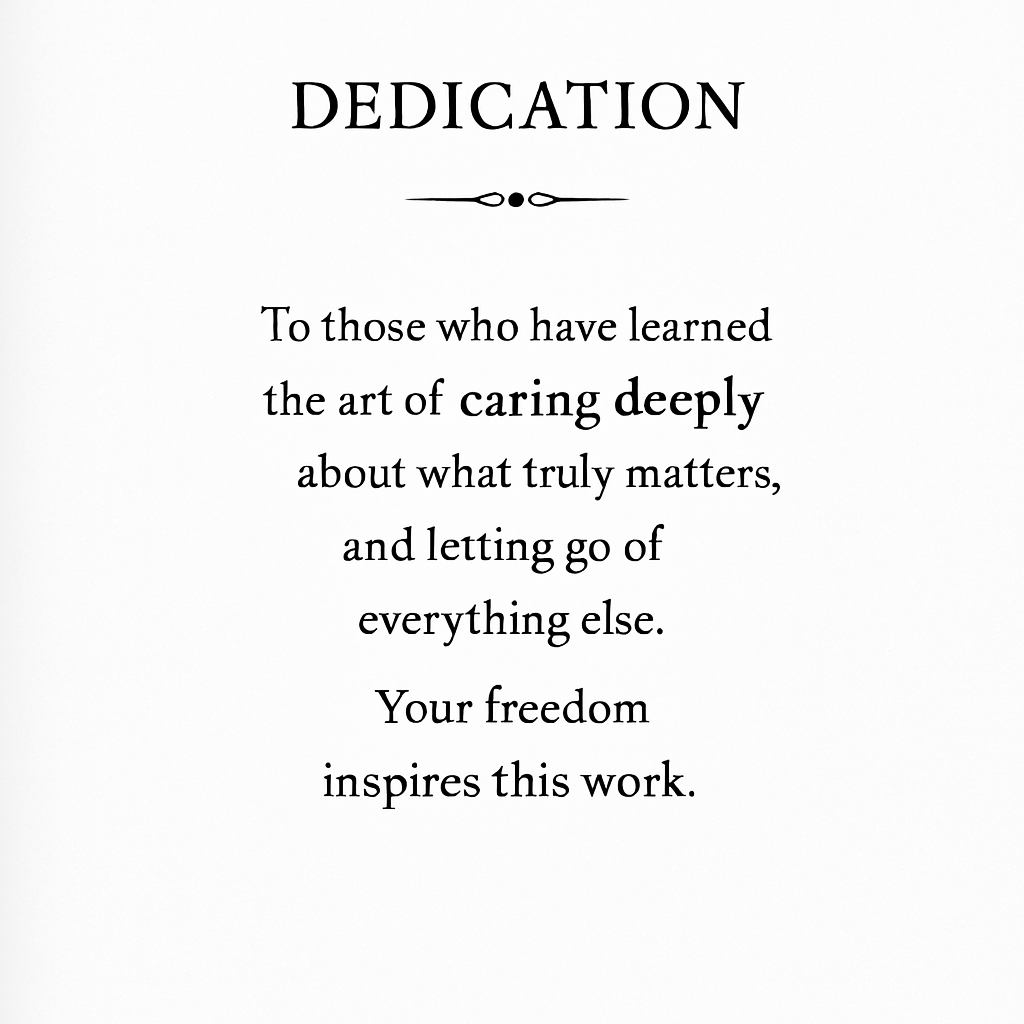 DEDICATION
To those who have learned
the art of caring deeply
about what truly matters,
and letting go of
everything else.
Your freedom
inspires this work.